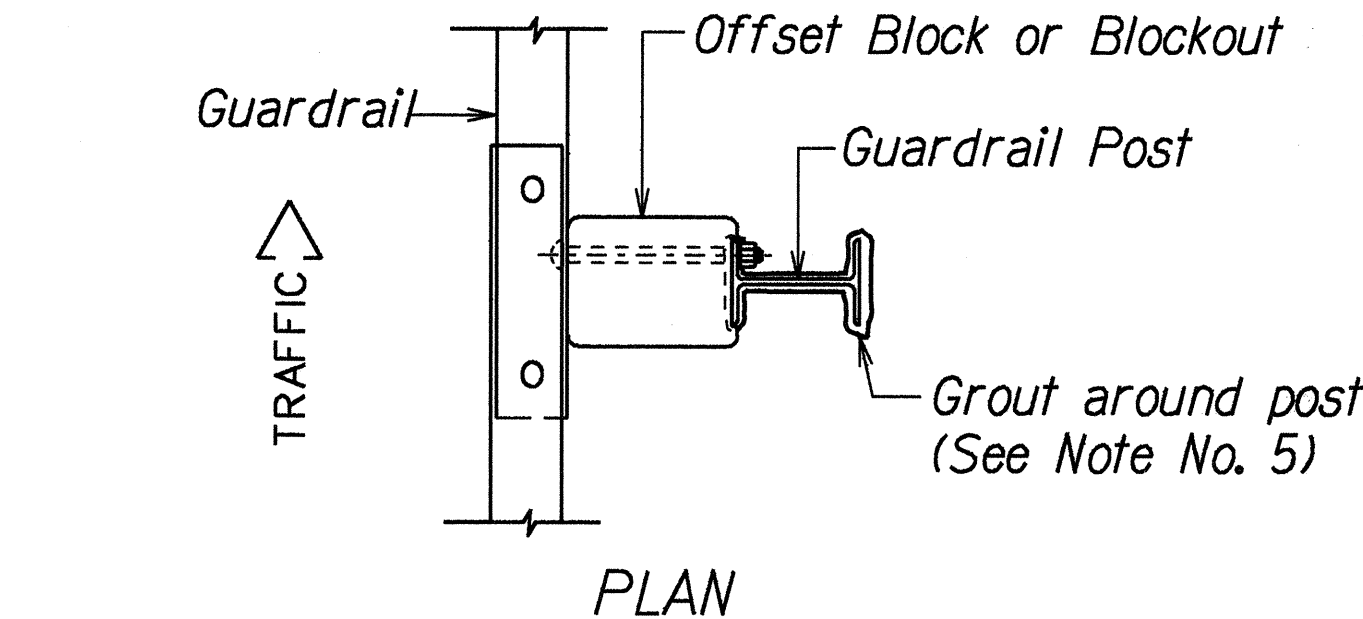 Offset Block or Blockout
Guardrail
Guardrail Post
TRAFFIC
Grout around post
(See Note No. 5)
PLAN